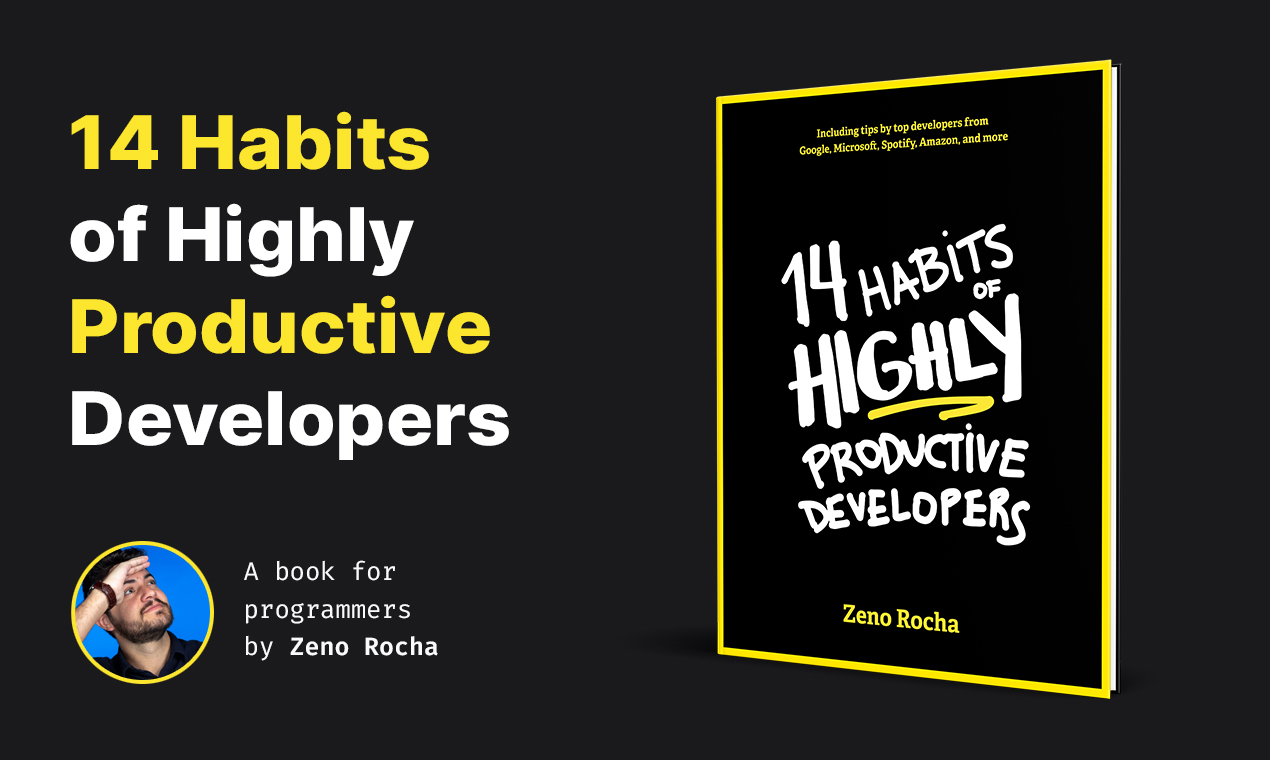 14 Habits
of Highly
Productive
Developers
A book for
programmers
by Zeno Rocha
Including tips by top developers from
Google, Microsoft, Spotify, Amazon, and more
14 HABiTS
OF
HIGHLY
PRODUCTiVE
DEVELOPERS
Zeno Rocha